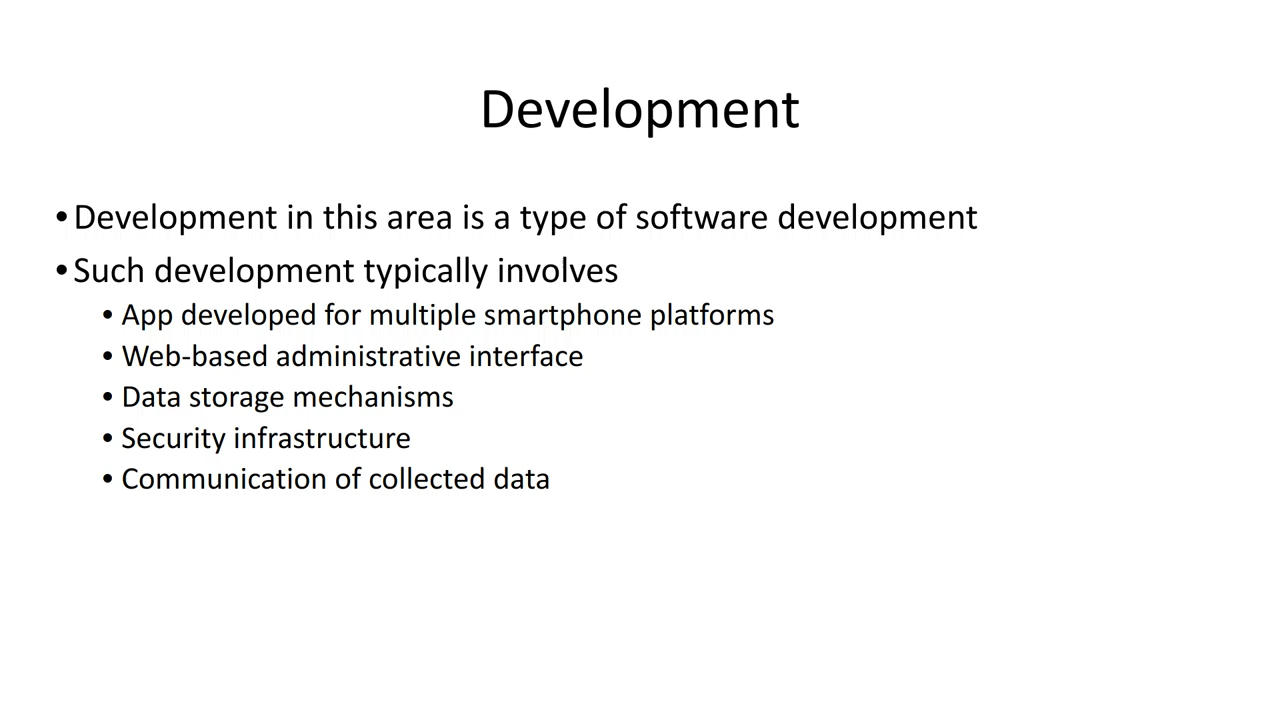 Development
•Development in this area is a type of software development
•Such development typically involves
• App developed for multiple smartphone platforms
• Web-based administrative interface
• Data storage mechanisms
• Security infrastructure
• Communication of collected data